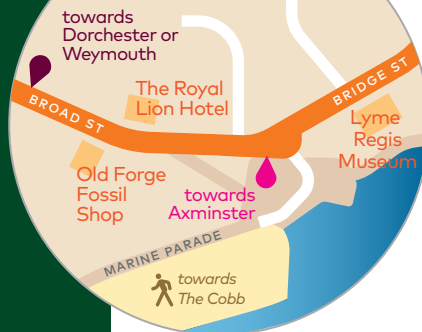 towards
Dorchester or
Weymouth
BROAD ST
The Royal
Lion Hotel
BRIDGE ST
Lyme
Regis
Museum
Old Forge
Fossil
Shop
towards
Axminster
MARINE PARADE
towards
The Cobb